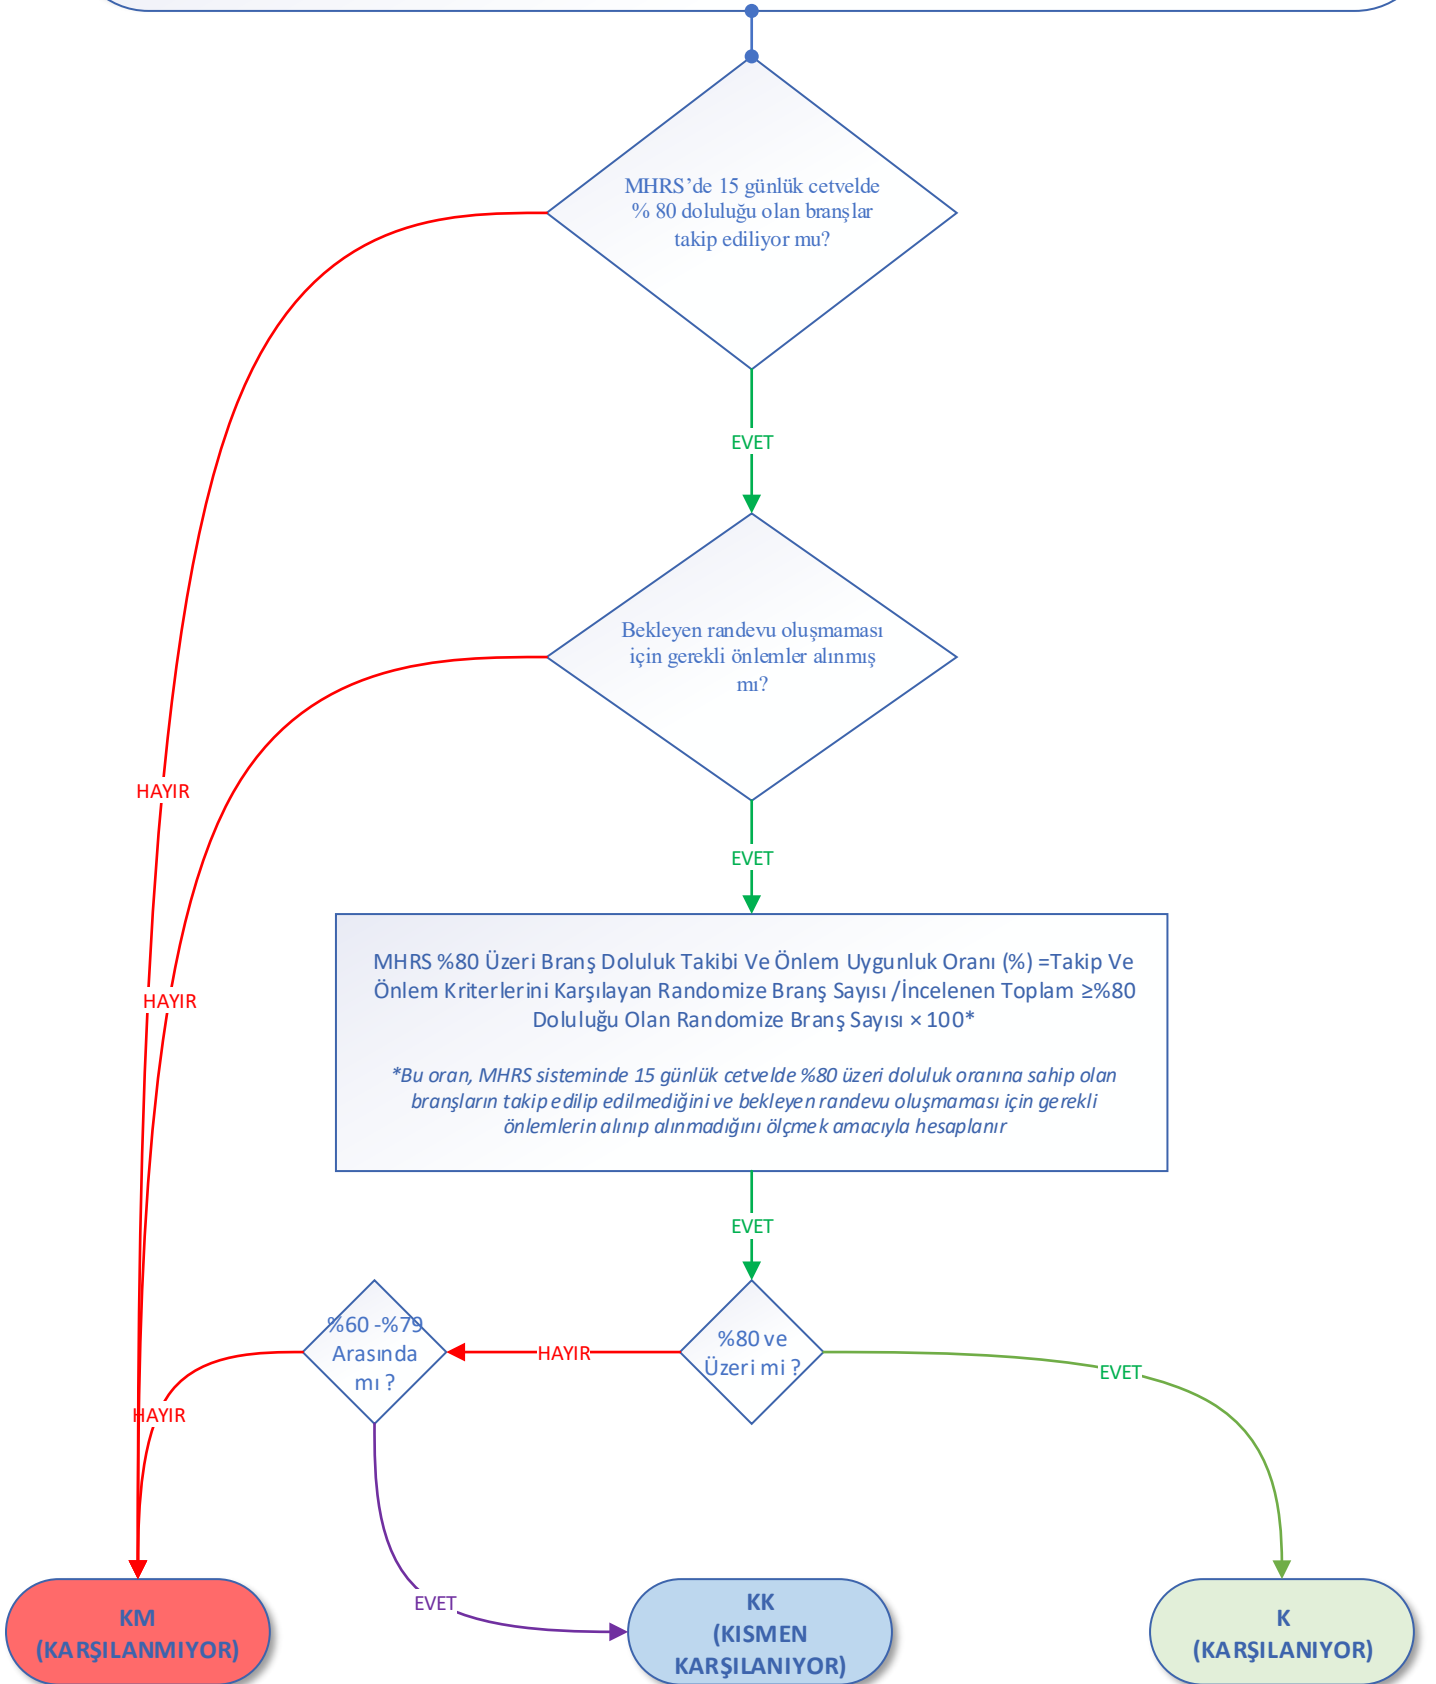 MHRS’de 15 günlük cetvelde
% 80 doluluğu olan branşlar
takip ediliyor mu?
EVET
Bekleyen randevu oluşmaması
için gerekli önlemler alınmış
mı?
HAYIR
EVET
MHRS %80 Üzeri Branş Doluluk Takibi Ve Önlem Uygunluk Oranı (%) =Takip Ve
Önlem Kriterlerini Karşılayan Randomize Branş Sayısı /İncelenen Toplam ≥%80
Doluluğu Olan Randomize Branş Sayısı × 100*
*Bu oran, MHRS sisteminde 15 günlük cetvelde %80 üzeri doluluk oranına sahip olan
branşların takip edilip edilmediğini ve bekleyen randevu oluşmaması için gerekli
önlemlerin alınıp alınmadığını ölçmek amacıyla hesaplanır
HAYIR
EVET
%60 -%79
Arasında
mı ?
HAYIR
%80 ve
Üzeri mi ?
EVET
HAYIR
EVET
KM
(KARŞILANMIYOR)
KK
(KISMEN
KARŞILANIYOR)
K
(KARŞILANIYOR)